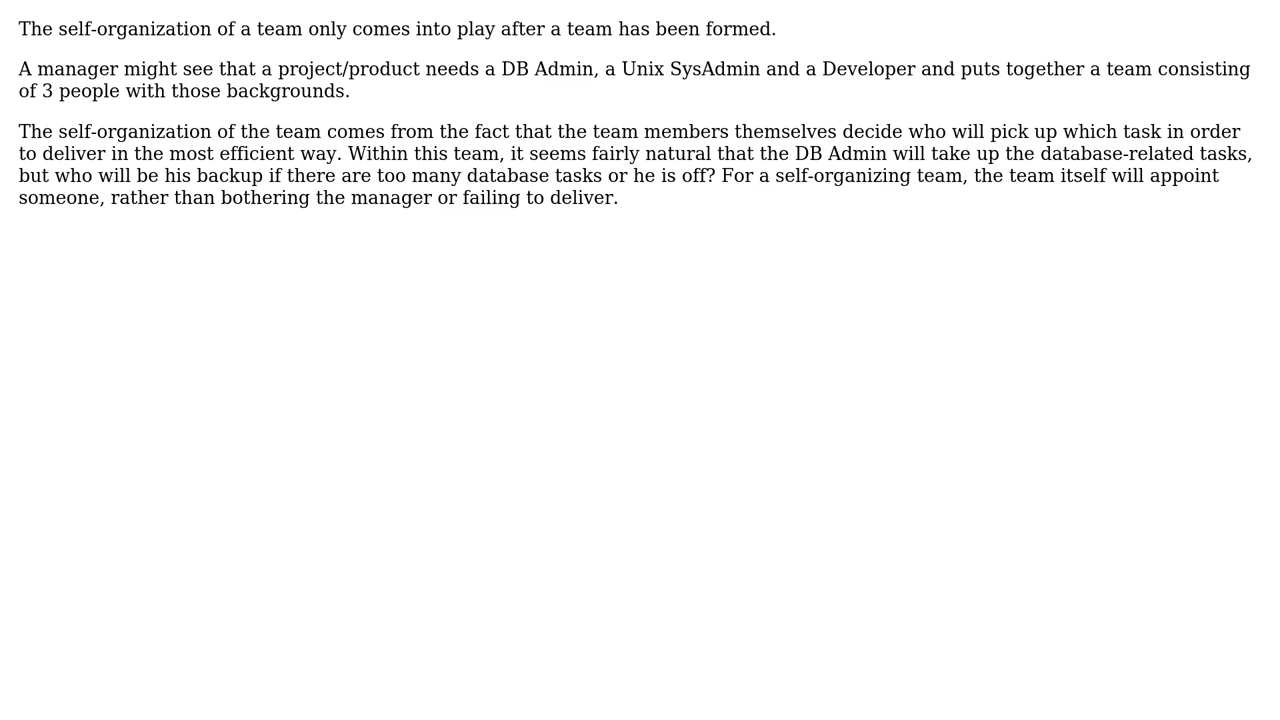 The self-organization of a team only comes into play after a team has been formed.
A manager might see that a project/product needs a DB Admin, a Unix SysAdmin and a Developer and puts together a team consisting
of 3 people with those backgrounds.
The self-organization of the team comes from the fact that the team members themselves decide who will pick up which task in order
to deliver in the most efficient way. Within this team, it seems fairly natural that the DB Admin will take up the database-related tasks,
but who will be his backup if there are too many database tasks or he is off? For a self-organizing team, the team itself will appoint
someone, rather than bothering the manager or failing to deliver.